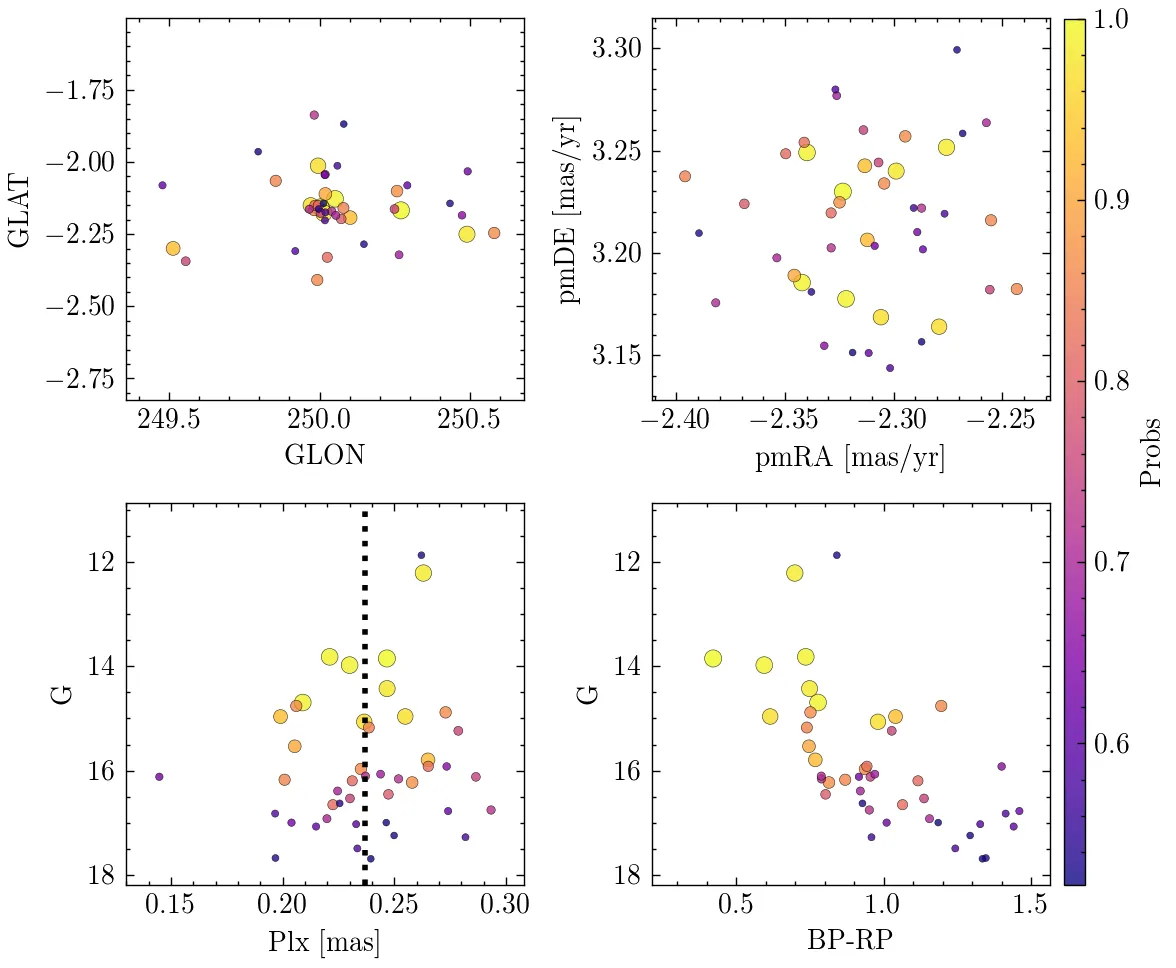 −1.75
−2.00
−2.25
−2.50
−2.75
GLAT
249.5 250.0 250.5
GLON
3.30
3.25
3.20
3.15
pmDE [mas/yr]
−2.40 −2.35 −2.30 −2.25
pmRA [mas/yr]
1.0
0.9
0.8
0.7
0.6
Probs
12
14
16
18
G
0.15 0.20 0.25 0.30
Plx [mas]
12
14
16
18
G
0.5 1.0 1.5
BP-RP